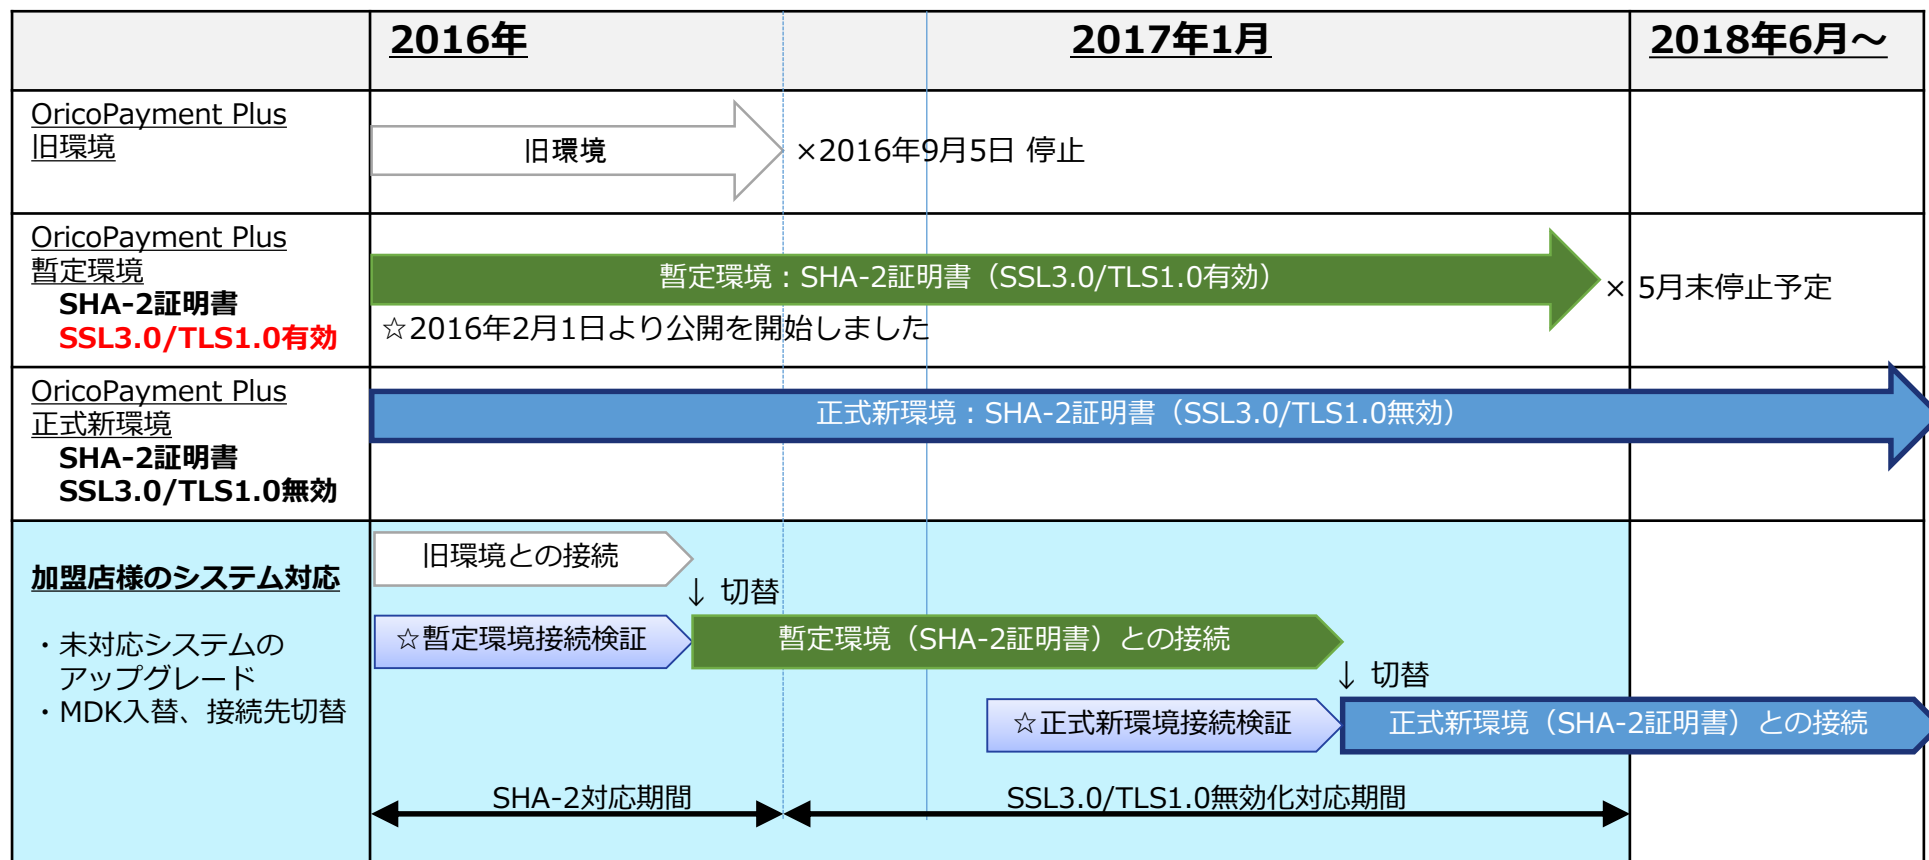 2016年
2017年1月
2018年6月～
OricoPayment Plus
旧環境
旧環境
×2016年9月5日 停止
OricoPayment Plus
暫定環境
SHA-2証明書
SSL3.0/TLS1.0有効
暫定環境：SHA-2証明書（SSL3.0/TLS1.0有効）
× 5月末停止予定
☆2016年2月1日より公開を開始しました
OricoPayment Plus
正式新環境
SHA-2証明書
SSL3.0/TLS1.0無効
正式新環境：SHA-2証明書（SSL3.0/TLS1.0無効）
加盟店様のシステム対応
・未対応システムの
アップグレード
・MDK入替、接続先切替
旧環境との接続
↓ 切替
☆暫定環境接続検証
暫定環境（SHA-2証明書）との接続
↓ 切替
☆正式新環境接続検証
正式新環境（SHA-2証明書）との接続
SHA-2対応期間
SSL3.0/TLS1.0無効化対応期間